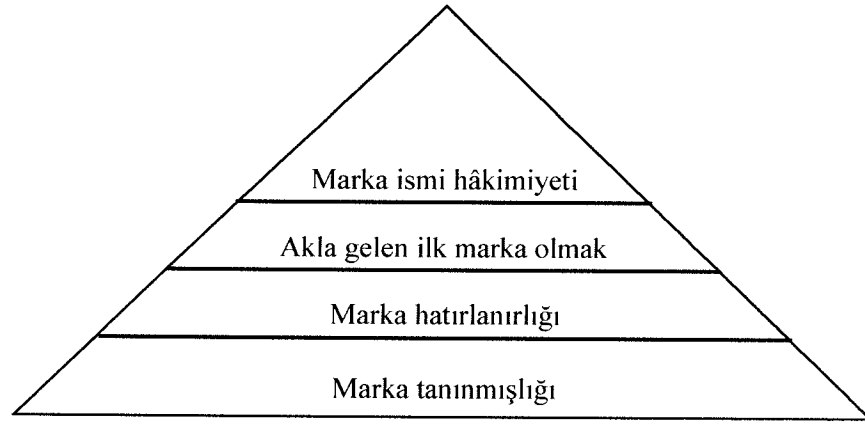 Marka ismi hâkimiyeti
Akla gelen ilk marka olmak
Marka hatırlanırlığı
Marka tanınmışlığı